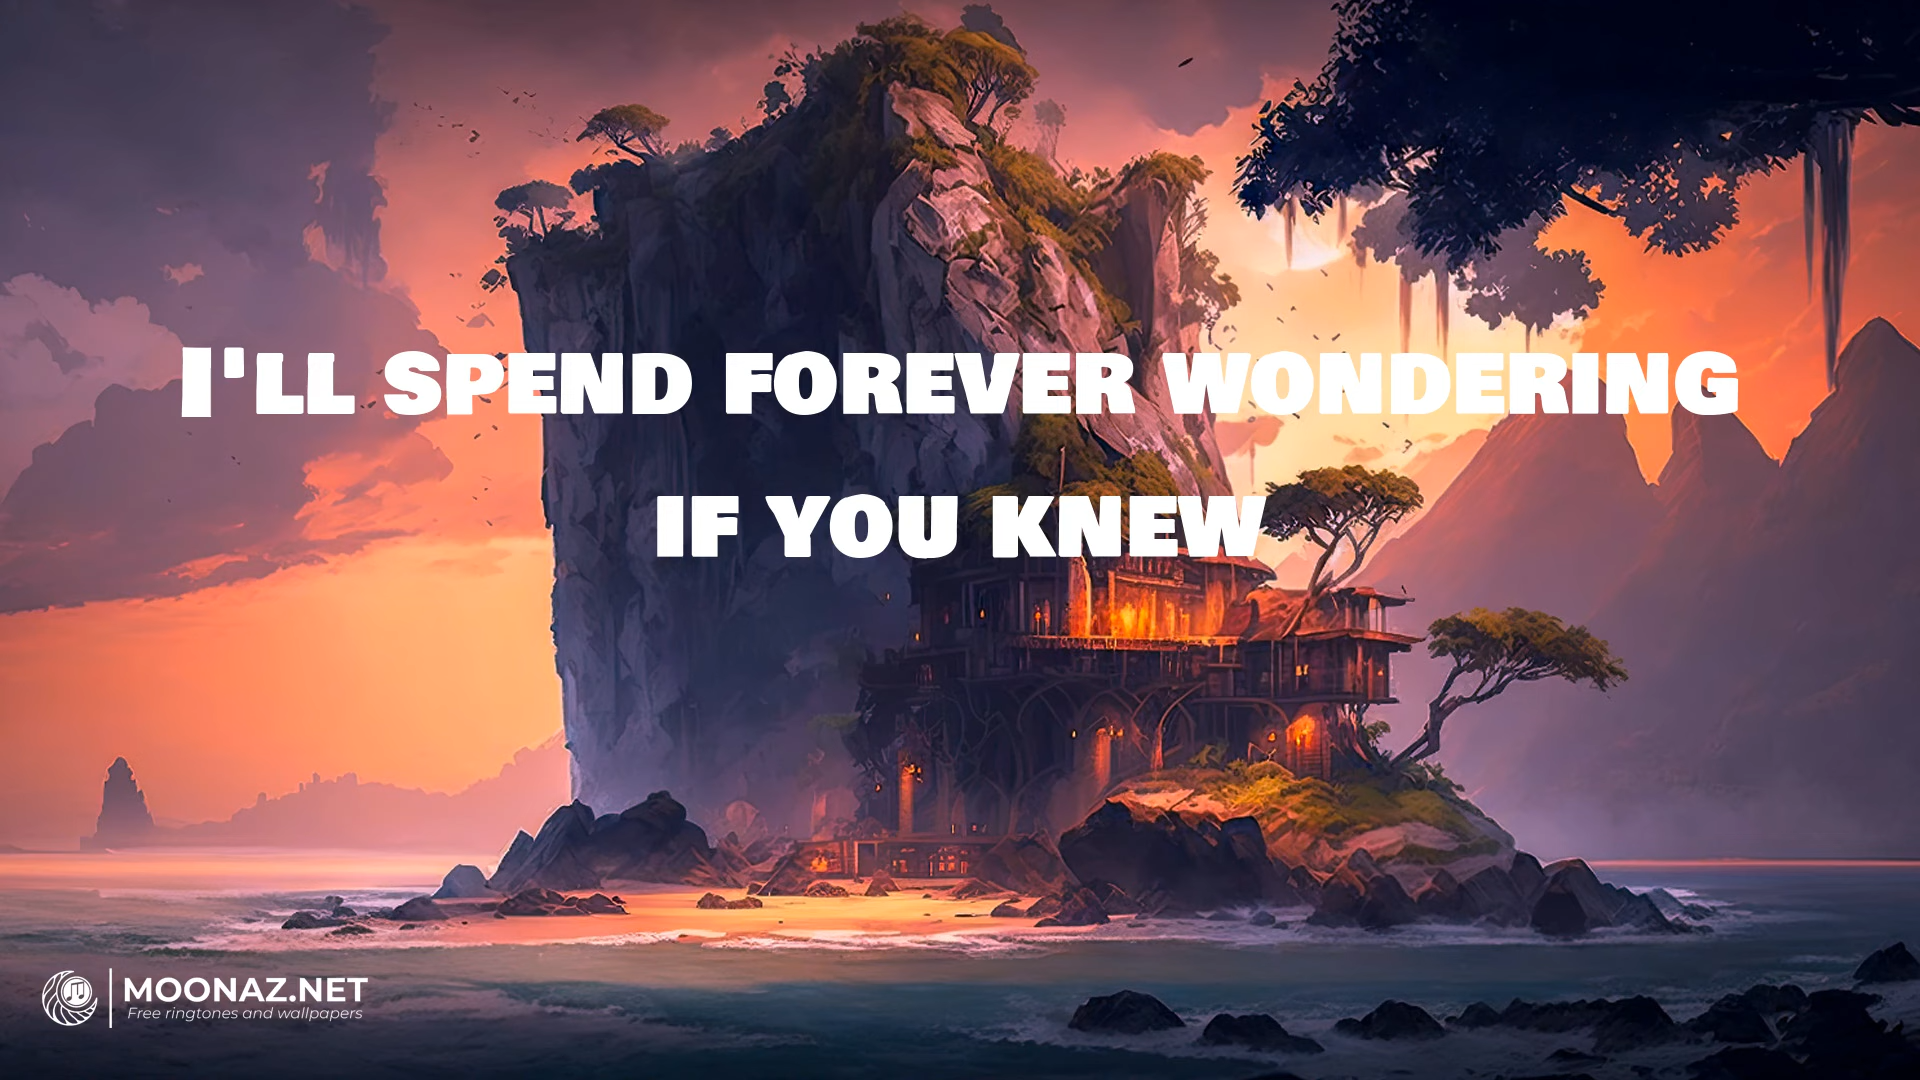 I'LL SPEND FOREVER WONDERING
IF YOU KNEW
MOONAZ.NET
Free ringtones and wallpapers